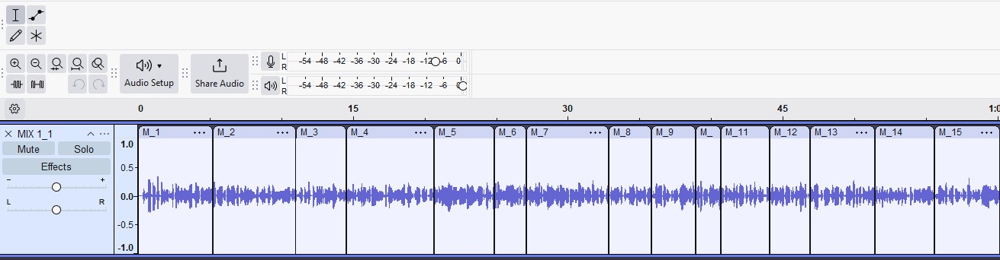 L
R
-54 -48 -42 -36 -30 -24 -18 -12 -6 0
Audio Setup
Share Audio
L
R
-54 -48 -42 -36 -30 -24 -18 -12 -6 0
0 15 30 45 1:0
MIX 1_1
Mute Solo
Effects
- +
L R
1.0
0.5
0.0
-0.5
-1.0
M_1 ... M_2 ... M_3 M_4 ... M_5 M_6 M_7 ... M_8 M_9 M_ M_11 M_12 M_13 ... M_14 M_15 ...